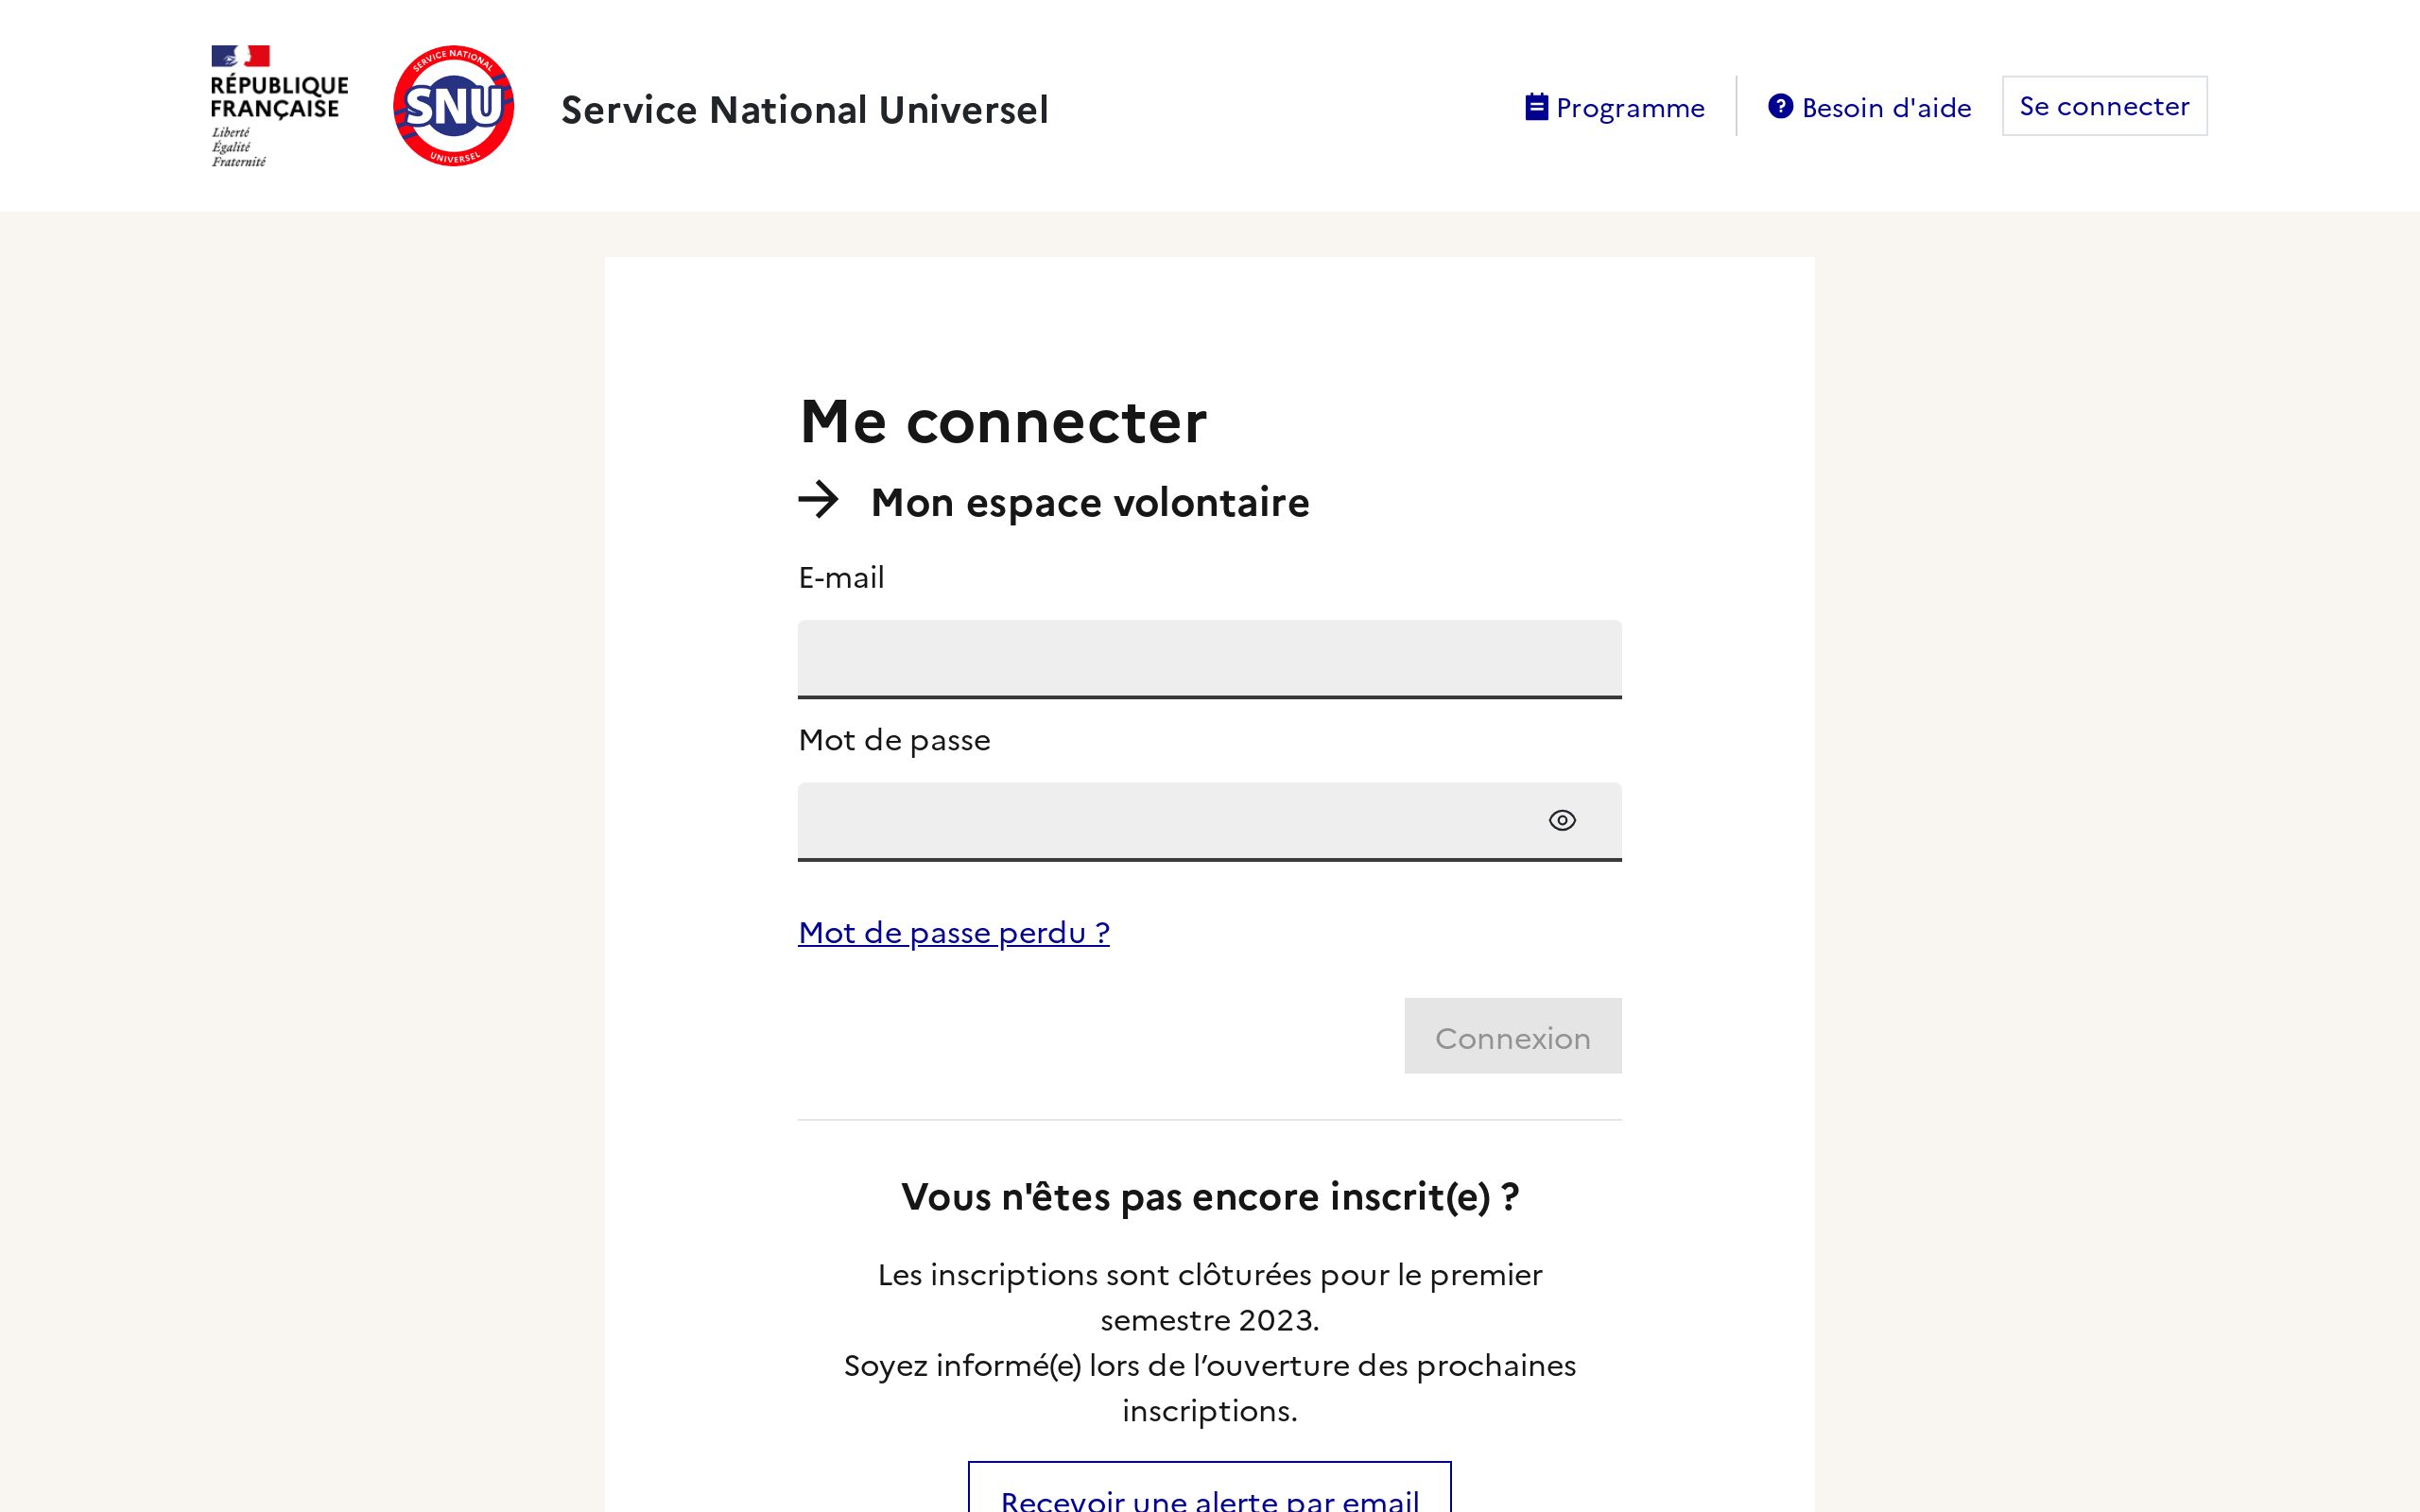 RÉPUBLIQUE
FRANÇAISE
Liberté
Égalité
Fraternité
SERVICE NATIONAL
SNU
UNIVERSEL
Service National Universel
Programme
Besoin d'aide
Se connecter
Me connecter
Mon espace volontaire
E-mail
Mot de passe
Mot de passe perdu ?
Connexion
Vous n'êtes pas encore inscrit(e) ?
Les inscriptions sont clôturées pour le premier
semestre 2023.
Soyez informé(e) lors de l’ouverture des prochaines
inscriptions.
Recevoir une alerte par email